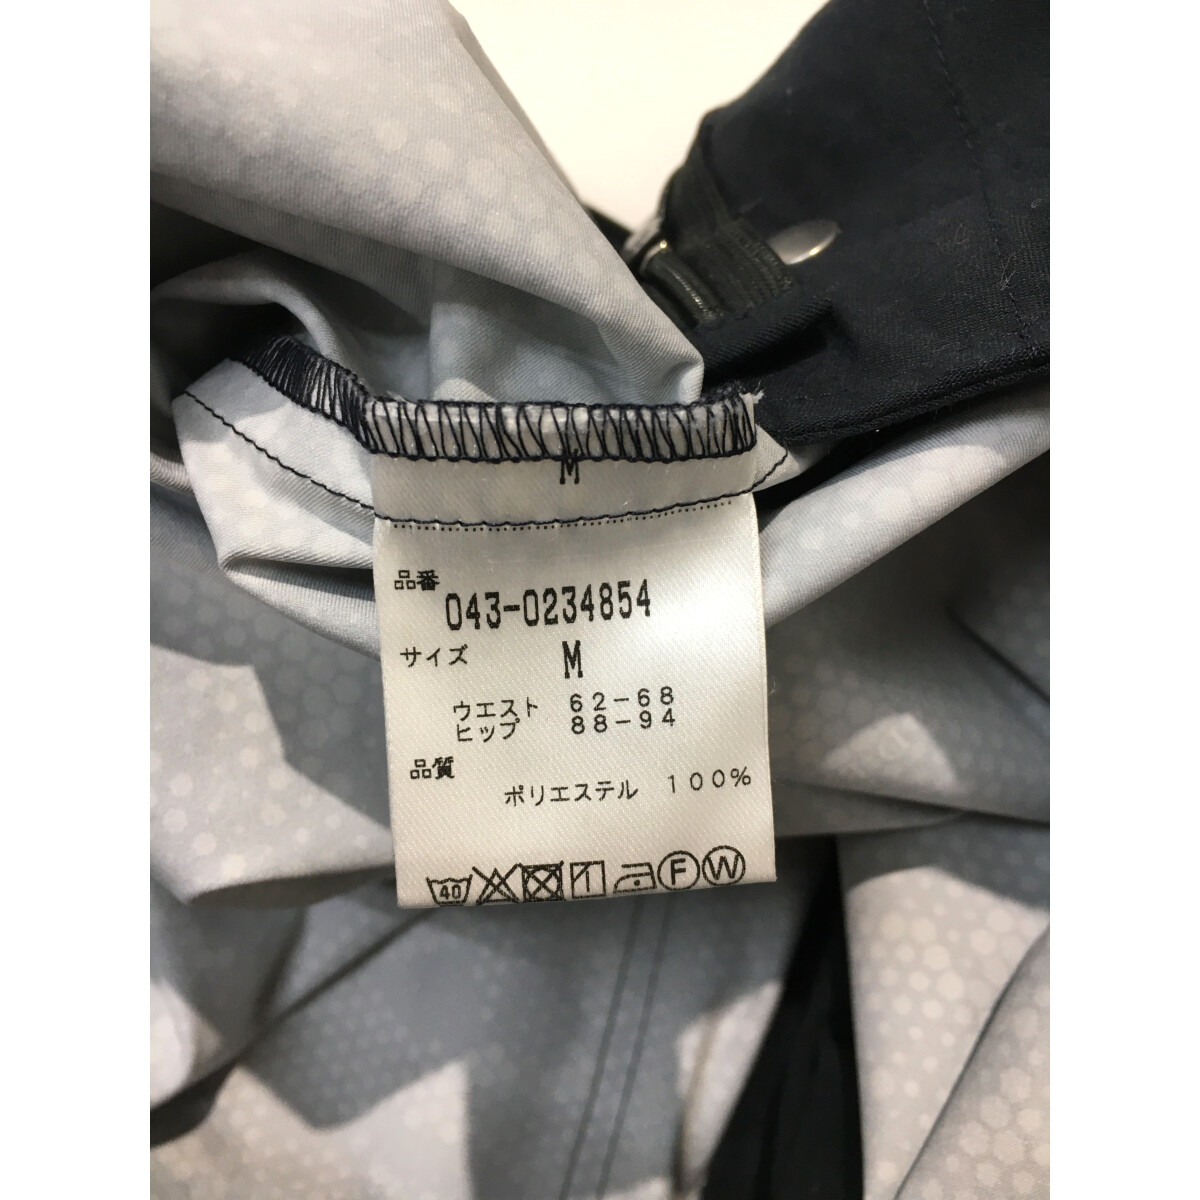 M
品番
043-0234854
サイズ M
ウエスト 62-68
ヒップ 88-94
品質
ポリエステル 100%
40 F W